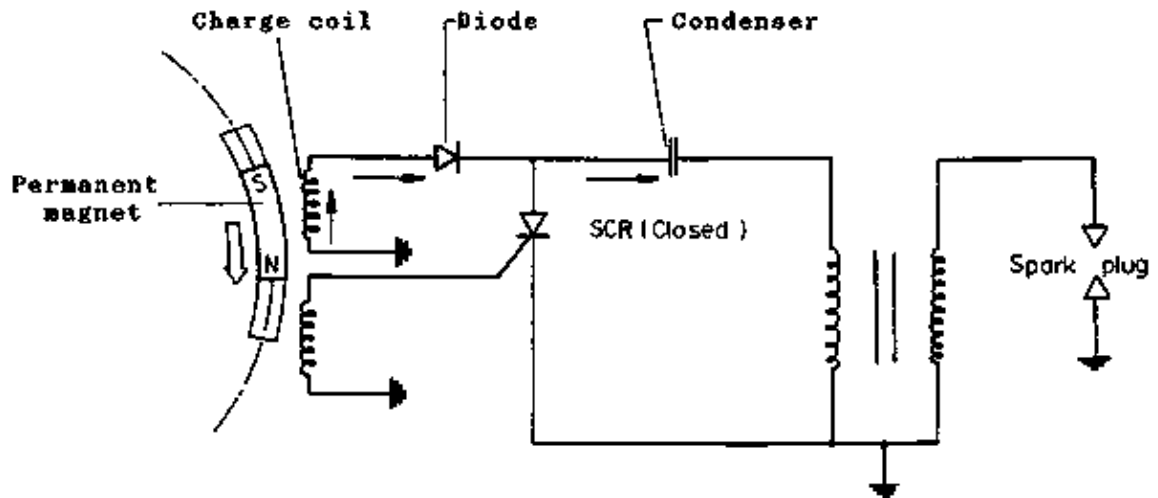 Charge coil
Diode
Condenser
S
Permanent
magnet
N
SCR (Closed)
Spark plug